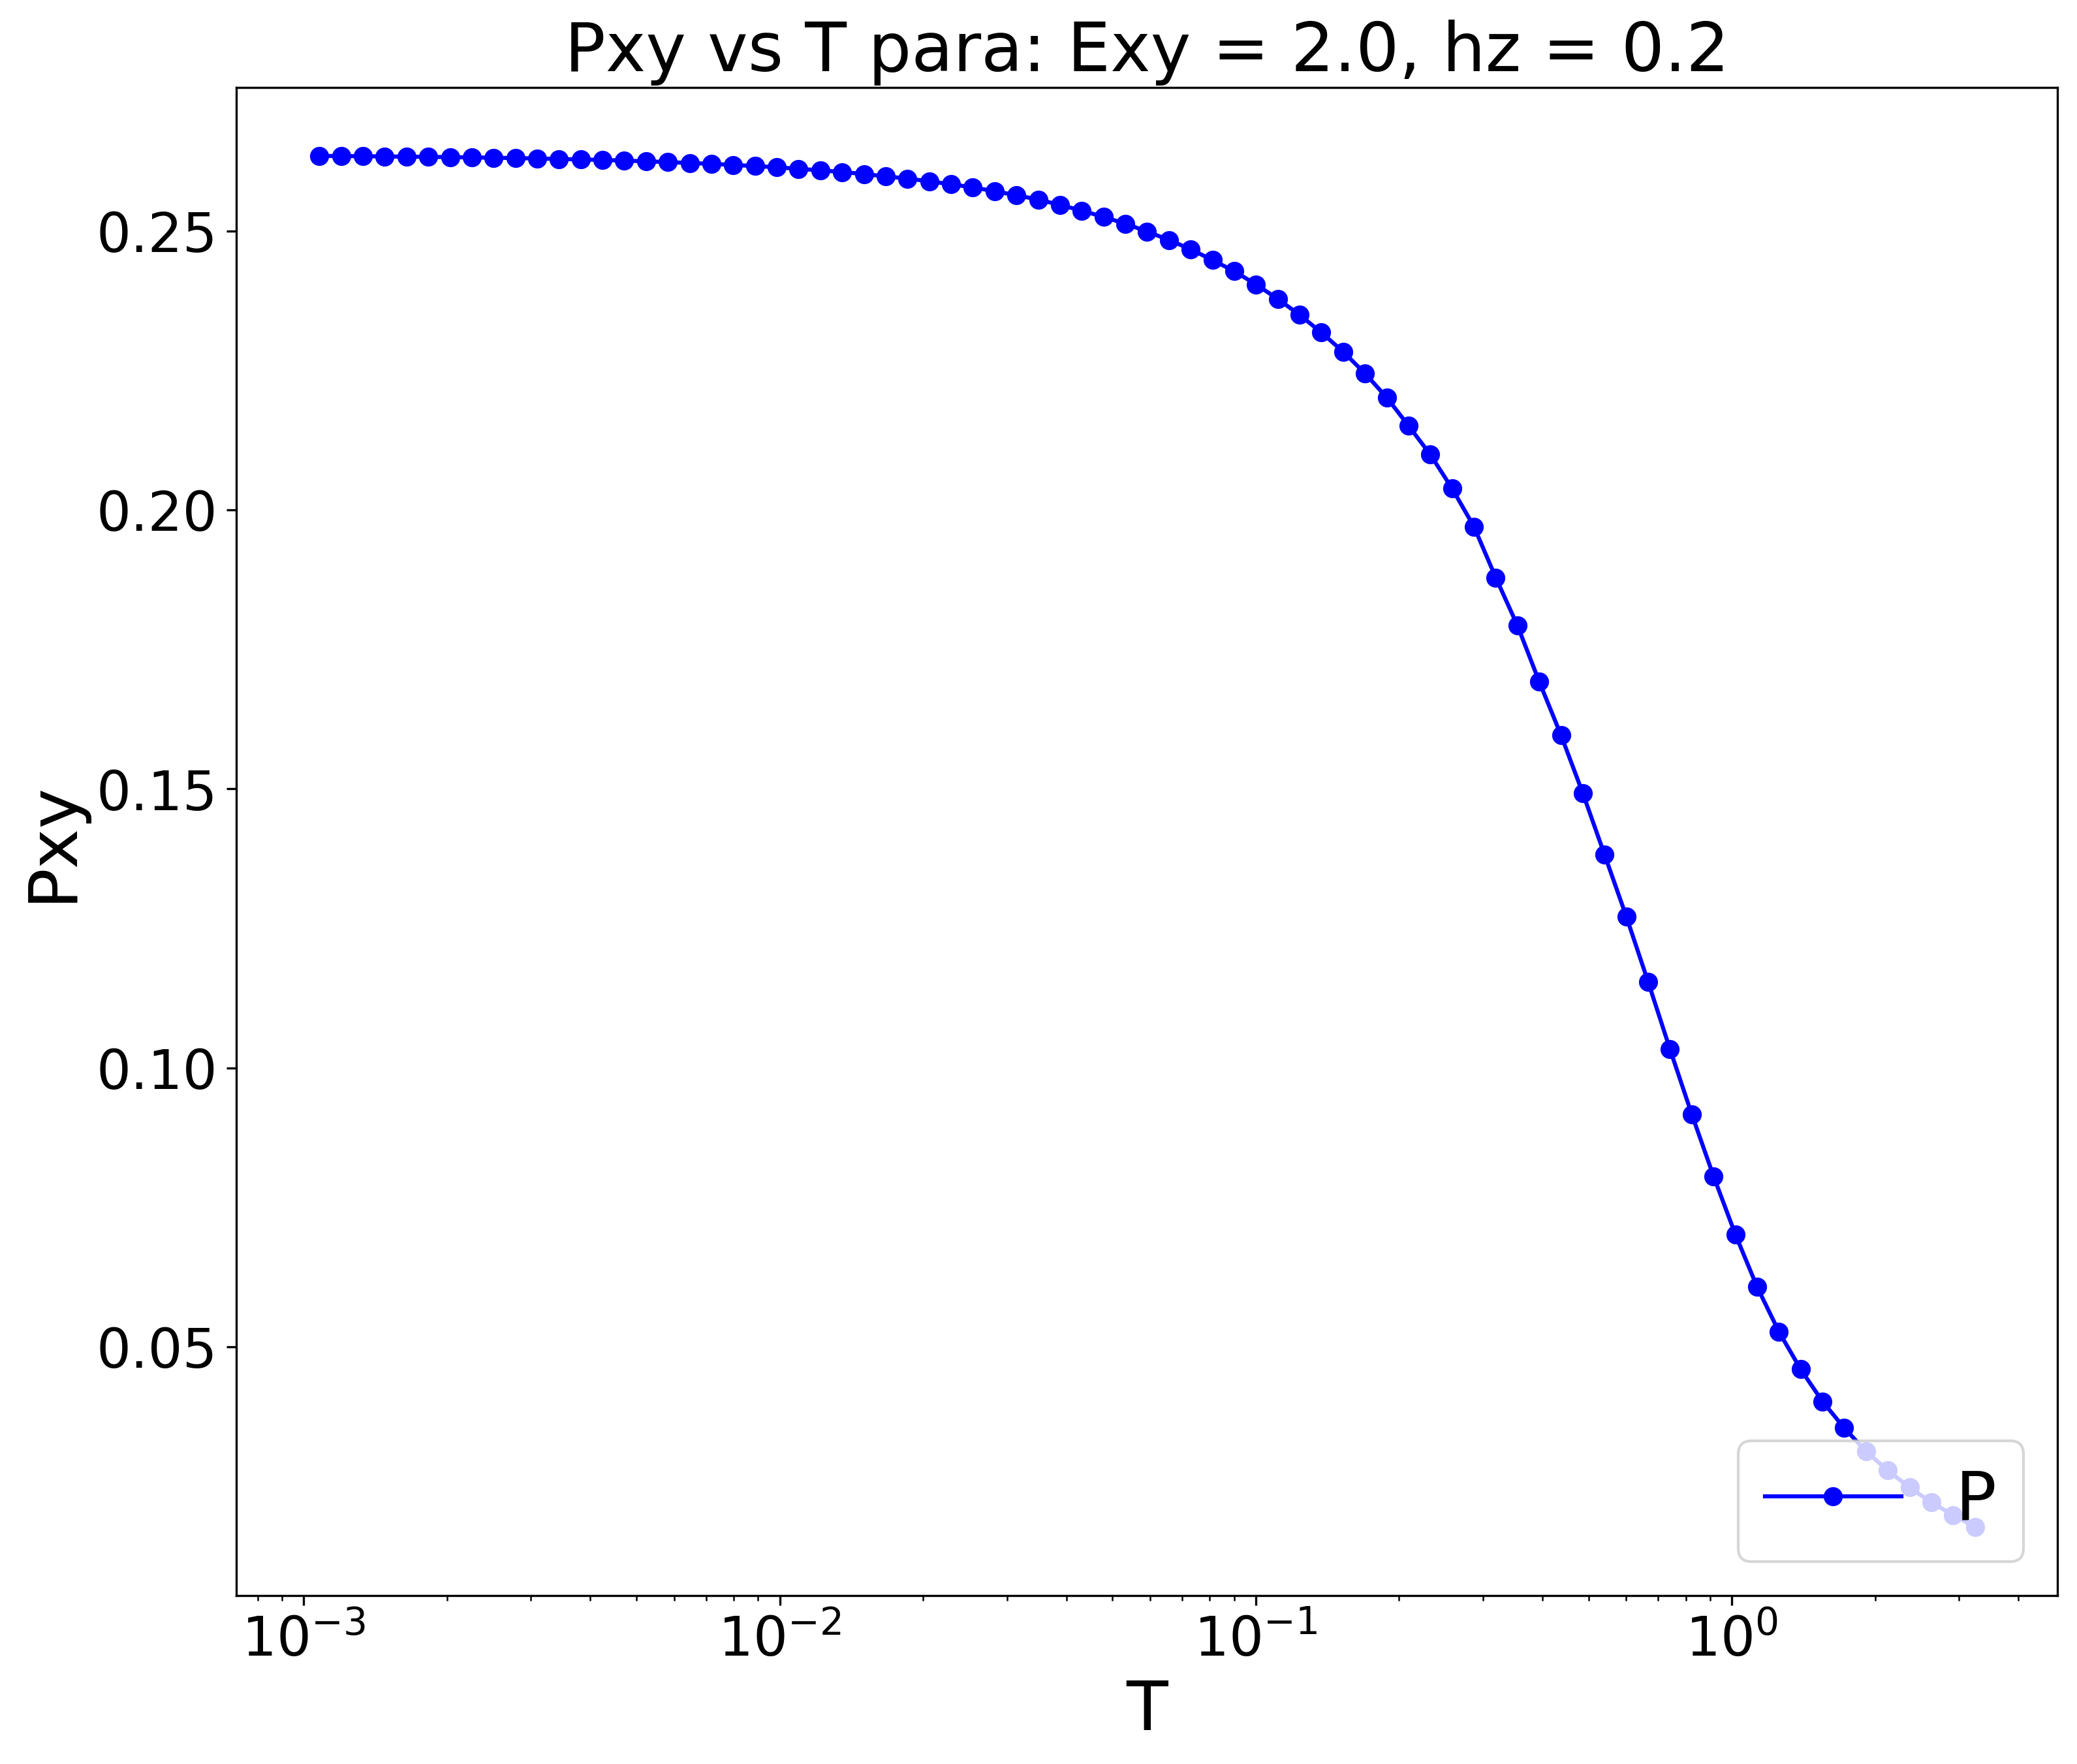 Pxy vs T para: Exy = 2.0, hz = 0.2
Pxy
0.25
0.20
0.15
0.10
0.05
10⁻³ 10⁻² 10⁻¹ 10⁰
T
P